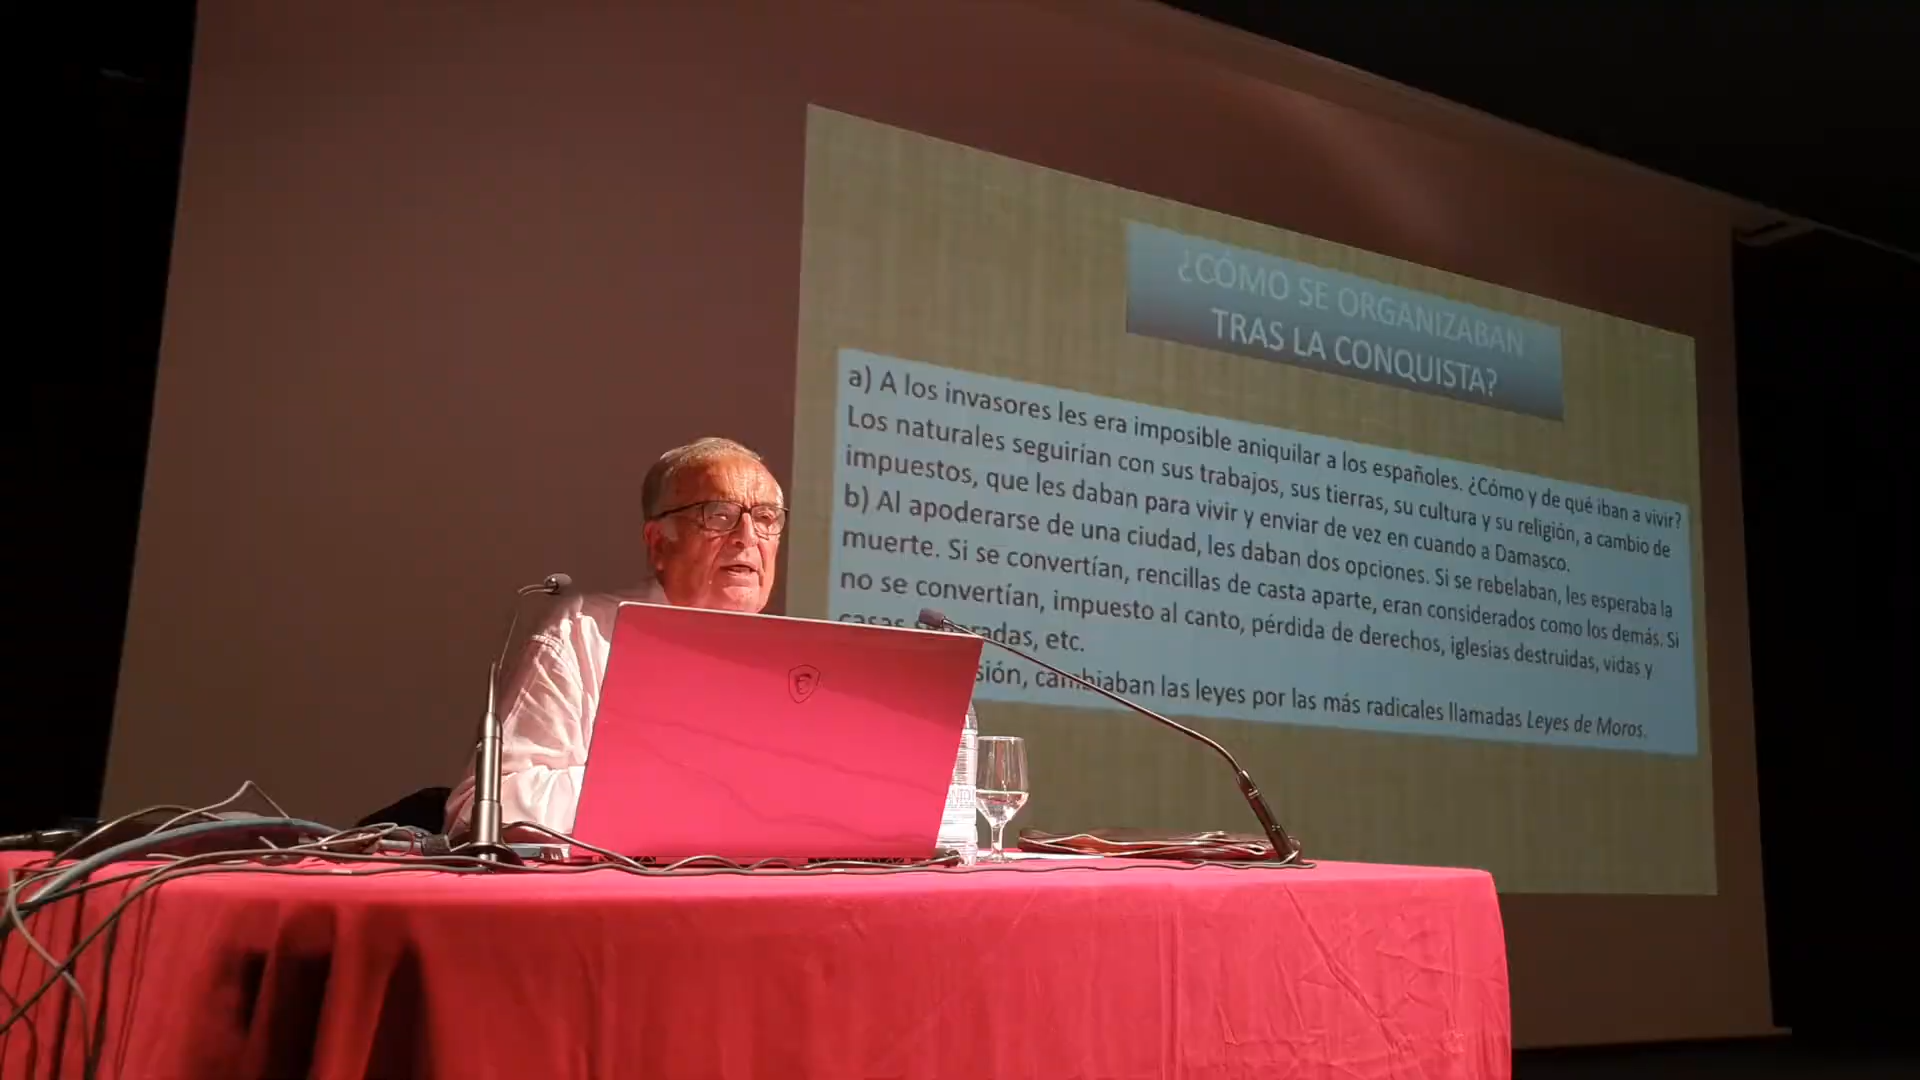 ¿CÓMO SE ORGANIZABAN
TRAS LA CONQUISTA?
a) A los invasores les era imposible aniquilar a los españoles. ¿Cómo y de qué iban a vivir?
Los naturales seguirían con sus trabajos, sus tierras, su cultura y su religión, a cambio de
impuestos, que les daban para vivir y enviar de vez en cuando a Damasco.
b) Al apoderarse de una ciudad, les daban dos opciones. Si se rebelaban, les esperaba la
muerte. Si se convertían, rencillas de casta aparte, eran considerados como los demás. Si
no se convertían, impuesto al canto, pérdida de derechos, iglesias destruidas, vidas y
casas etc.
cambiaban las leyes por las más radicales llamadas Leyes de Moros.